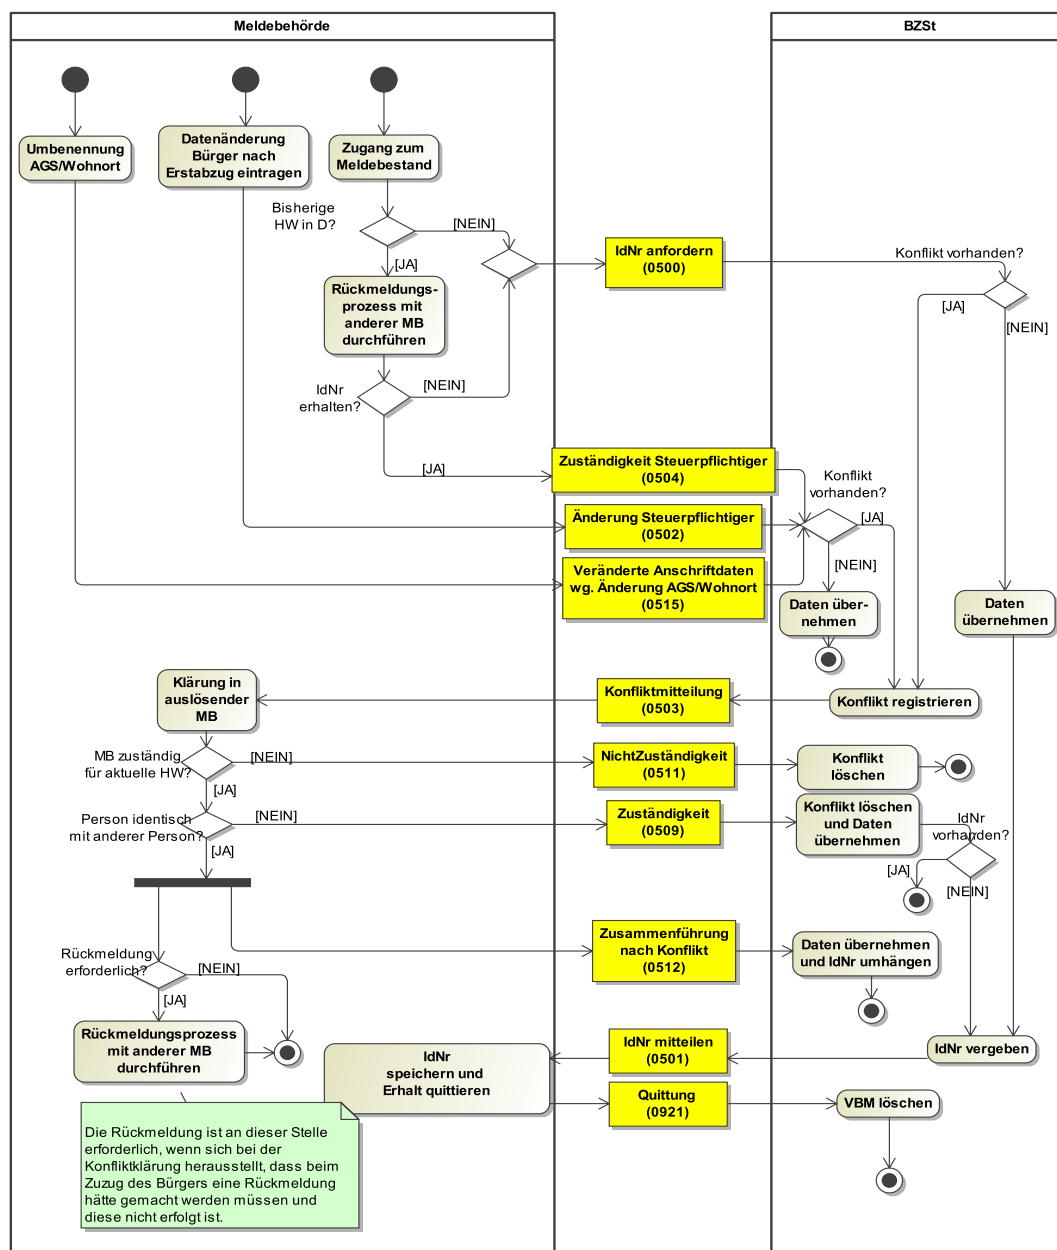 Meldebehörde
BZSt
Umbenennung
AGS/Wohnort
Datenänderung
Bürger nach
Erstabzug eintragen
Zugang zum
Meldebestand
Bisherige
HW in D?
[NEIN]
[JA]
IdNr anfordern
(0500)
Konflikt vorhanden?
[JA]
[NEIN]
Rückmeldungs-
prozess mit
anderer MB
durchführen
IdNr
erhalten?
[NEIN]
[JA]
Zuständigkeit Steuerpflichtiger
(0504)
Konflikt
vorhanden?
[JA]
[NEIN]
Änderung Steuerpflichtiger
(0502)
Veränderte Anschriftdaten
wg. Änderung AGS/Wohnort
(0515)
Daten über-
nehmen
Daten
übernehmen
Klärung in
auslösender
MB
Konfliktmitteilung
(0503)
Konflikt registrieren
MB zuständig
für aktuelle HW?
[NEIN]
[JA]
NichtZuständigkeit
(0511)
Konflikt
löschen
Person identisch
mit anderer Person?
[NEIN]
[JA]
Zuständigkeit
(0509)
Konflikt löschen
und Daten
übernehmen
IdNr
vorhanden?
[JA]
[NEIN]
Rückmeldung
erforderlich?
[NEIN]
[JA]
Zusammenführung
nach Konflikt
(0512)
Daten übernehmen
und IdNr umhängen
Rückmeldungsprozess
mit anderer MB
durchführen
IdNr
speichern und
Erhalt quittieren
IdNr mitteilen
(0501)
IdNr vergeben
Quittung
(0921)
VBM löschen
Die Rückmeldung ist an dieser Stelle
erforderlich, wenn sich bei der
Konfliktklärung herausstellt, dass beim
Zuzug des Bürgers eine Rückmeldung
hätte gemacht werden müssen und
diese nicht erfolgt ist.